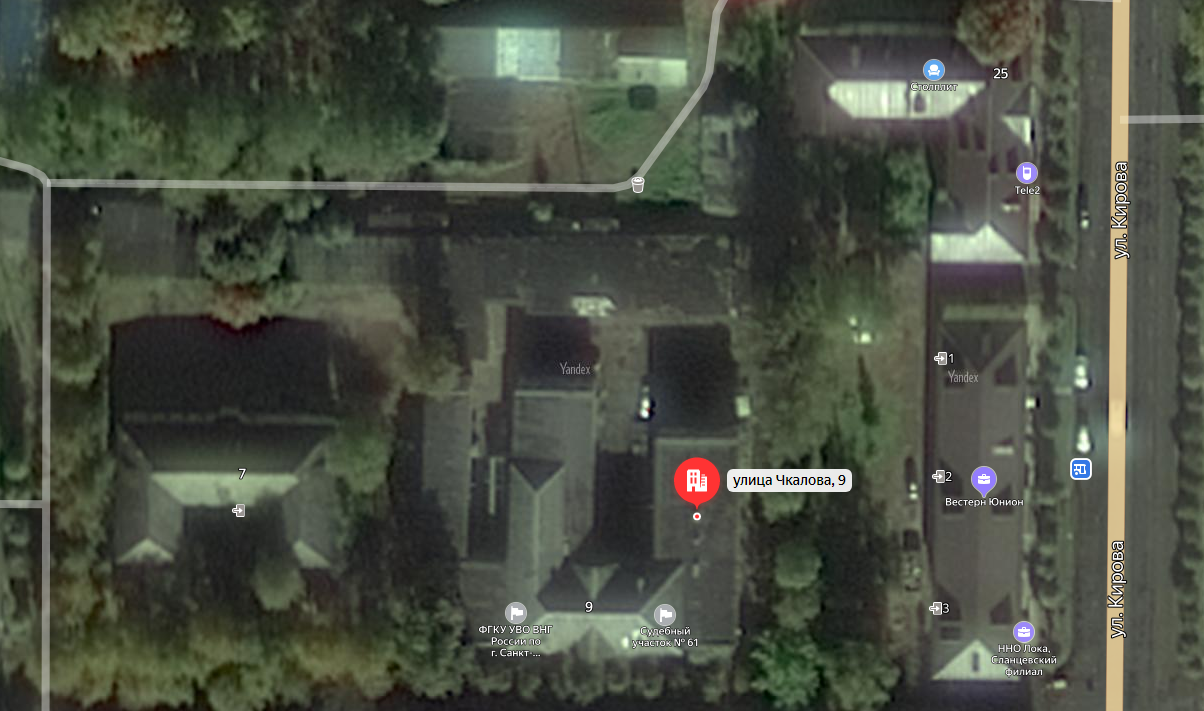 25
Столплит
Tele2
ул. Кирова
1
Yandex
Yandex
7
улица Чкалова, 9
2
Вестерн Юнион
9
ФГКУ УВО ВНГ
России по
г. Санкт-...
Судебный
участок № 61
3
ул. Кирова
ННО Лока,
Сланцевский
филиал